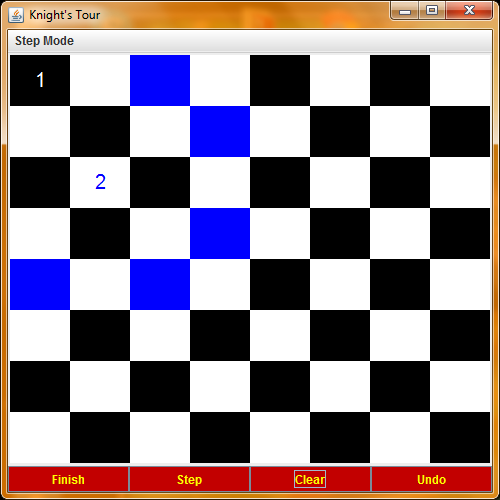 Knight's Tour
Step Mode
1
2
Finish Step Clear Undo